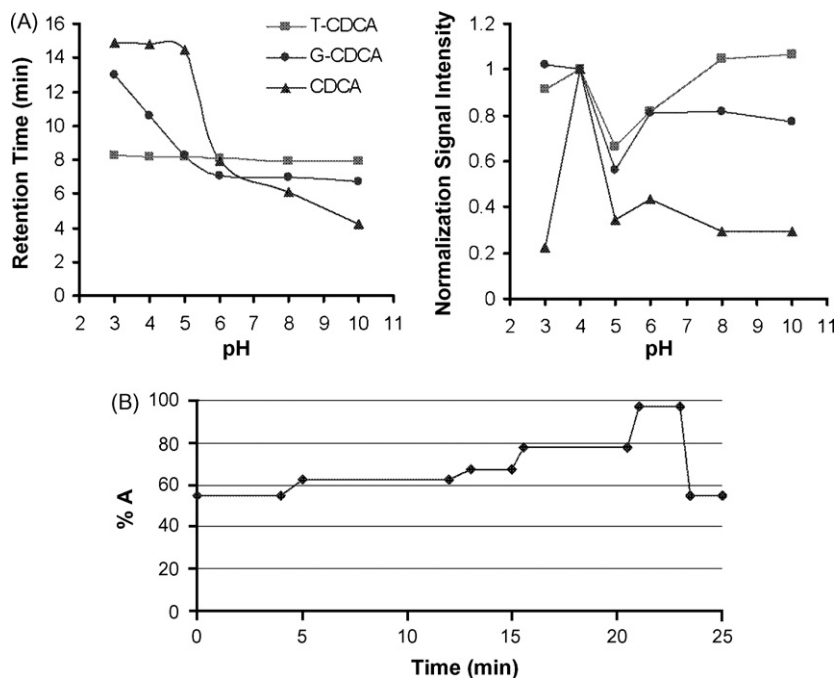 (A)
T-CDCA
G-CDCA
CDCA
Retention Time (min)
16
14
12
10
8
6
4
2
0
2 3 4 5 6 7 8 9 10 11
pH
Normalization Signal Intensity
1.2
1
0.8
0.6
0.4
0.2
0
2 3 4 5 6 7 8 9 10 11
pH
(B)
% A
100
80
60
40
20
0
0 5 10 15 20 25
Time (min)